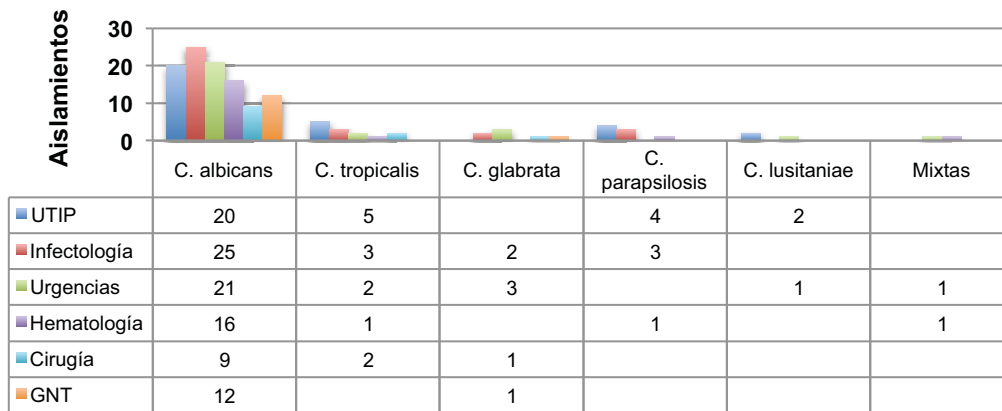 Aislamientos
30
20
10
0
C. albicans C. tropicalis C. glabrata C. parapsilosis C. lusitaniae Mixtas
UTIP 20 5 4 2
Infectología 25 3 2 3
Urgencias 21 2 3 1 1
Hematología 16 1 1 1
Cirugía 9 2 1
GNT 12 1